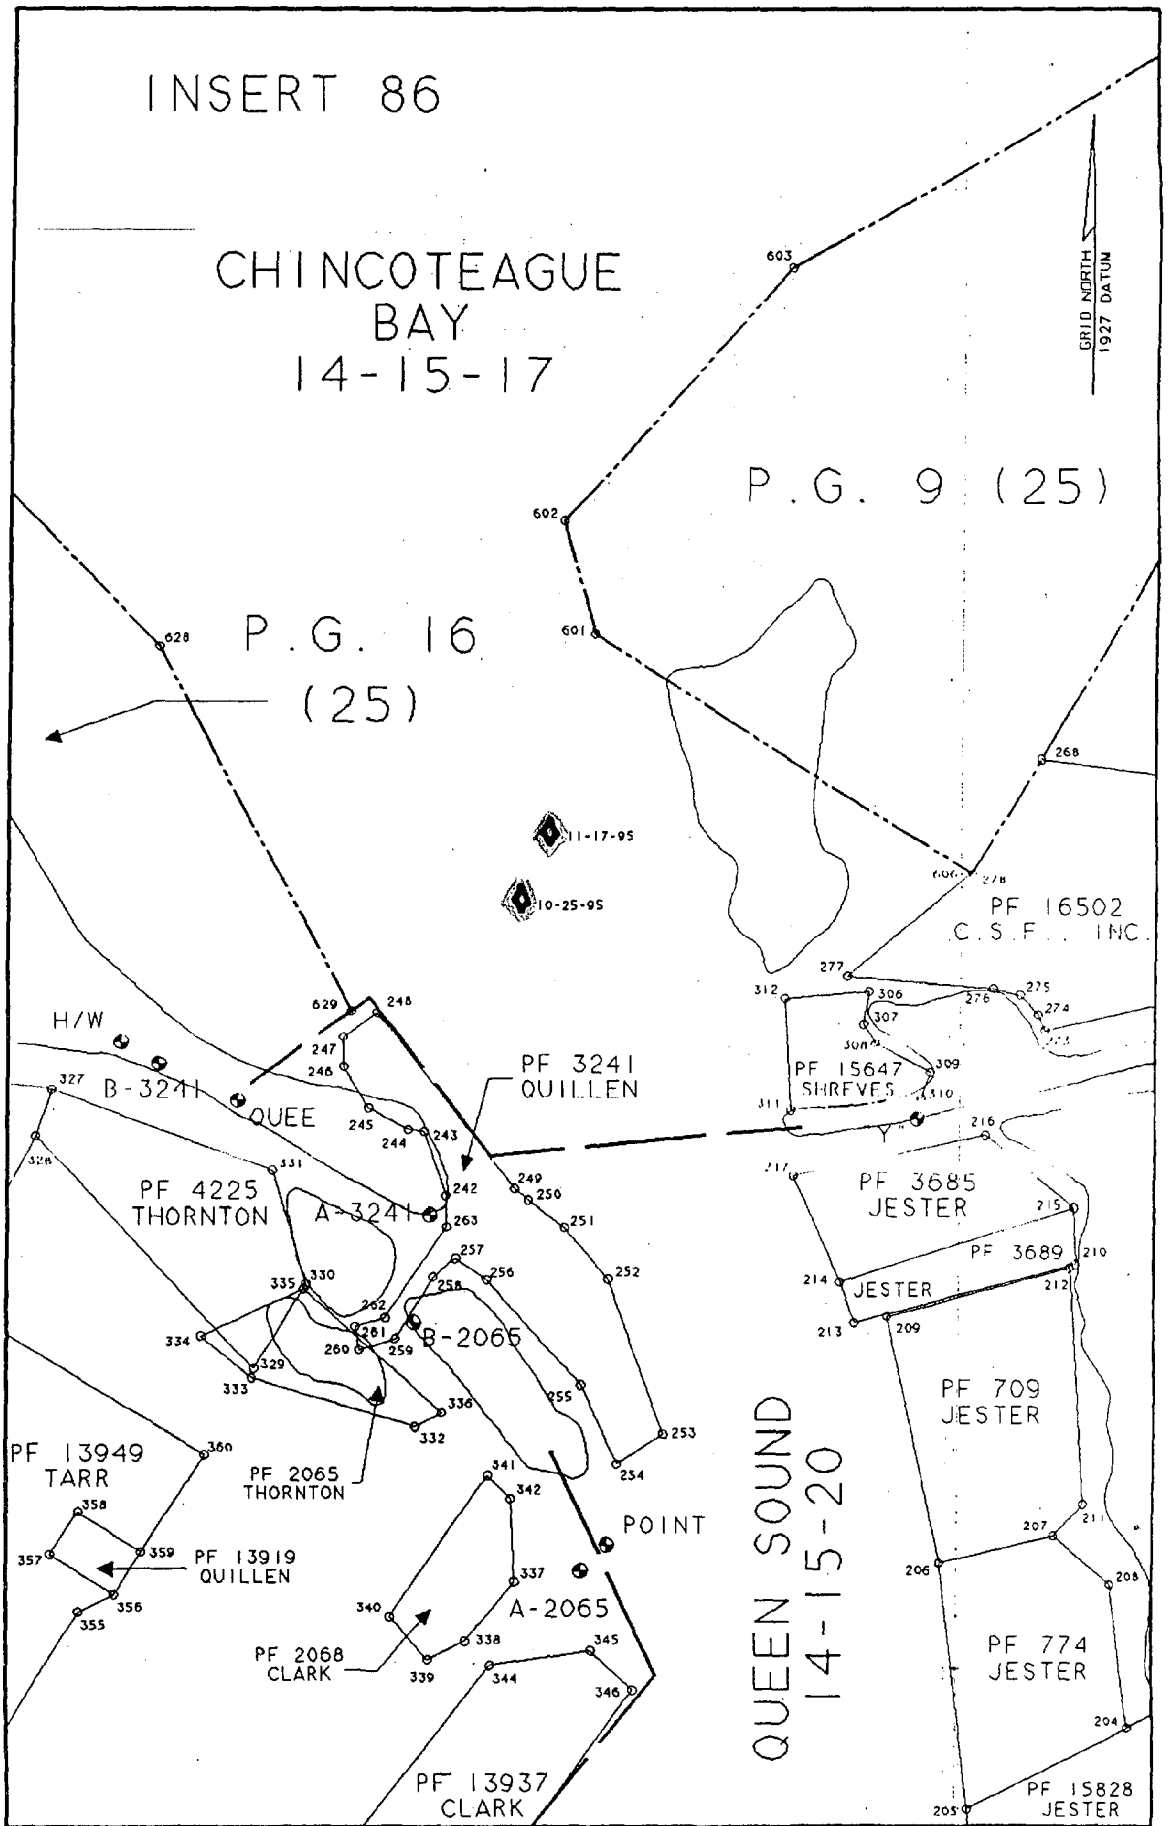 INSERT 86
CHINCOTEAGUE
BAY
14-15-17
603
GRID NORTH
1927 DATUM
P.G. 9 (25)
602
601
628
P.G. 16
(25)
268
11-17-95
10-25-95
606
278
PF 16502
C.S.F., INC.
277
276
275
274
273
312
306
307
308
309
310
PF 15647
SHREVES
311
"Y"
216
217
629
248
247
246
H/W
B-3241
QUEE
PF 3241
QUILLEN
327
328
245
244
243
242
263
249
250
251
252
253
254
255
256
257
258
259
260
261
262
331
PF 4225
THORNTON
A-3241
PF 3685
JESTER
215
PF 3689
JESTER
210
212
214
213
209
330
335
334
329
333
B-2065
336
332
PF 709
JESTER
PF 13949
TARR
360
358
357
359
356
355
PF 13919
QUILLEN
PF 2065
THORNTON
341
342
337
POINT
A-2065
340
338
339
PF 2068
CLARK
344
345
346
PF 13937
CLARK
QUEEN SOUND
14-15-20
211
207
206
208
PF 774
JESTER
204
205
PF 15828
JESTER